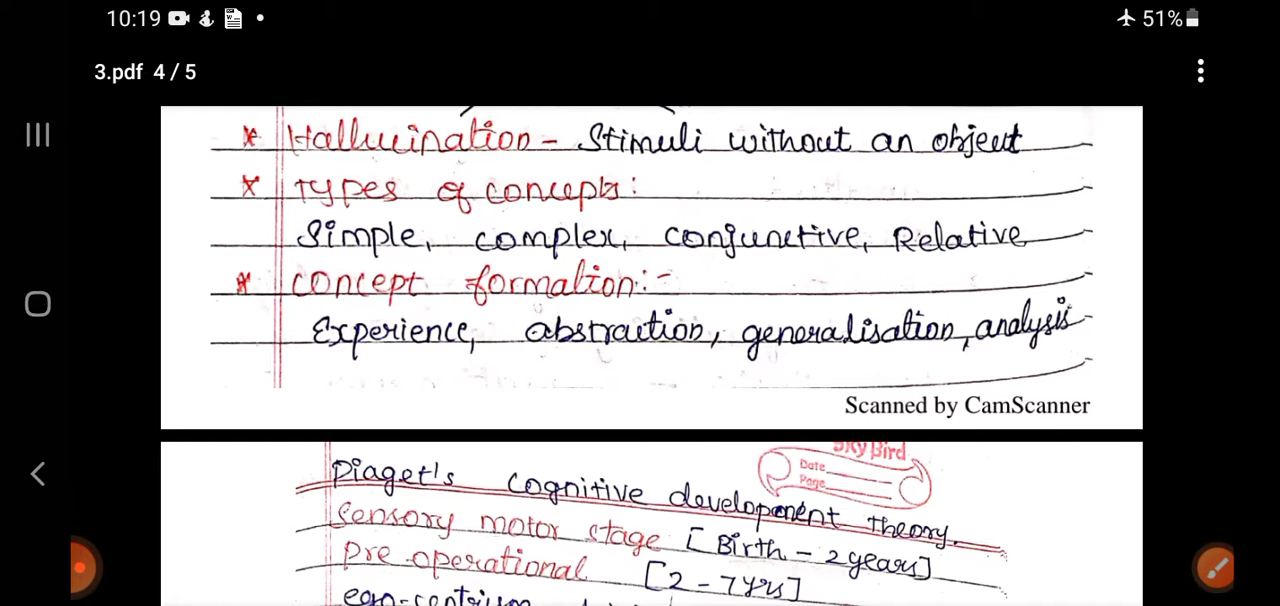 10:19
51%
3.pdf 4/5
* Hallucination - Stimuli without an object
* Types of concepts:
Simple, complex, conjunctive, Relative
* concept formation:-
Experience, abstraction, generalisation, analysis
Scanned by CamScanner
Sky Bird
Date
Page
Piaget's cognitive development theory.
Sensory motor stage [Birth - 2 years]
Pre operational [2 - 7 yrs]